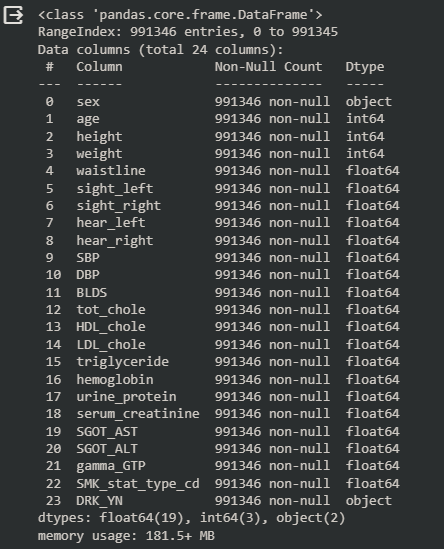 <class 'pandas.core.frame.DataFrame'>
RangeIndex: 991346 entries, 0 to 991345
Data columns (total 24 columns):
 #   Column            Non-Null Count   Dtype
---  ------            --------------   -----
 0   sex               991346 non-null  object
 1   age               991346 non-null  int64
 2   height            991346 non-null  int64
 3   weight            991346 non-null  int64
 4   waistline         991346 non-null  float64
 5   sight_left        991346 non-null  float64
 6   sight_right       991346 non-null  float64
 7   hear_left         991346 non-null  float64
 8   hear_right        991346 non-null  float64
 9   SBP               991346 non-null  float64
 10  DBP               991346 non-null  float64
 11  BLDS              991346 non-null  float64
 12  tot_chole         991346 non-null  float64
 13  HDL_chole         991346 non-null  float64
 14  LDL_chole         991346 non-null  float64
 15  triglyceride      991346 non-null  float64
 16  hemoglobin        991346 non-null  float64
 17  urine_protein     991346 non-null  float64
 18  serum_creatinine  991346 non-null  float64
 19  SGOT_AST          991346 non-null  float64
 20  SGOT_ALT          991346 non-null  float64
 21  gamma_GTP         991346 non-null  float64
 22  SMK_stat_type_cd  991346 non-null  float64
 23  DRK_YN            991346 non-null  object
dtypes: float64(19), int64(3), object(2)
memory usage: 181.5+ MB